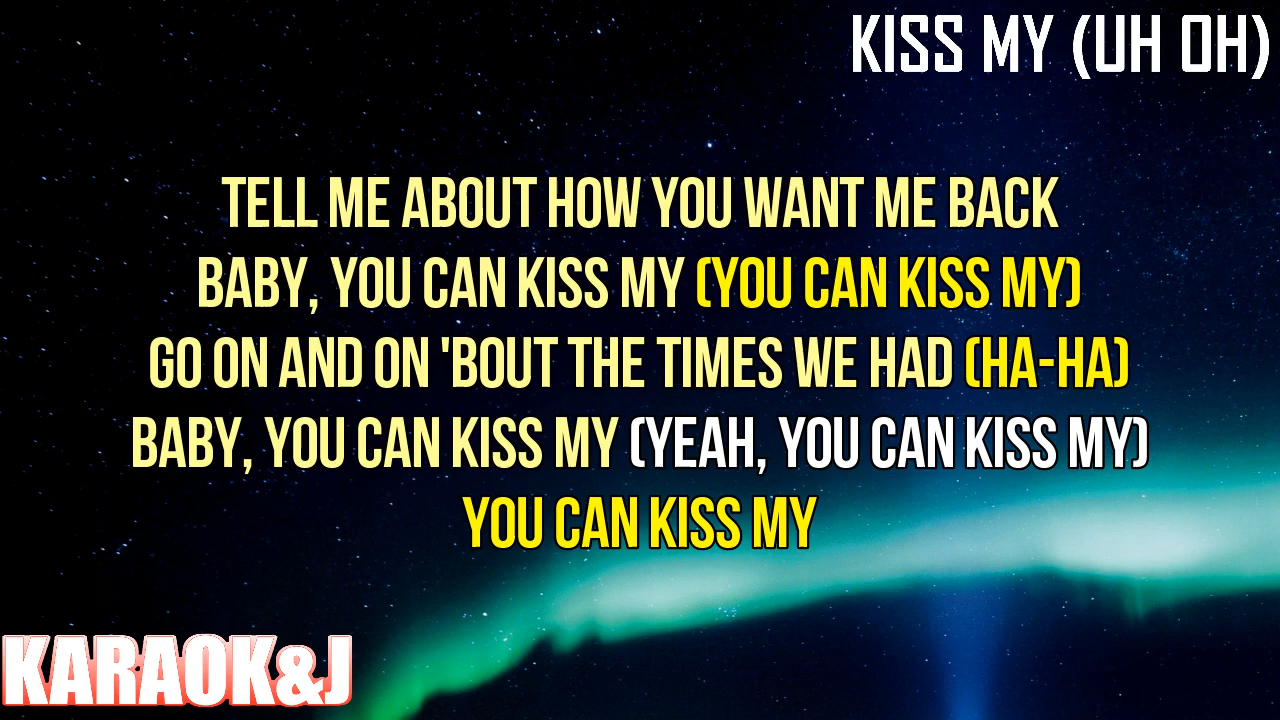 KISS MY (UH OH)
TELL ME ABOUT HOW YOU WANT ME BACK
BABY, YOU CAN KISS MY (YOU CAN KISS MY)
GO ON AND ON 'BOUT THE TIMES WE HAD (HA-HA)
BABY, YOU CAN KISS MY (YEAH, YOU CAN KISS MY)
YOU CAN KISS MY
KARAOK&J